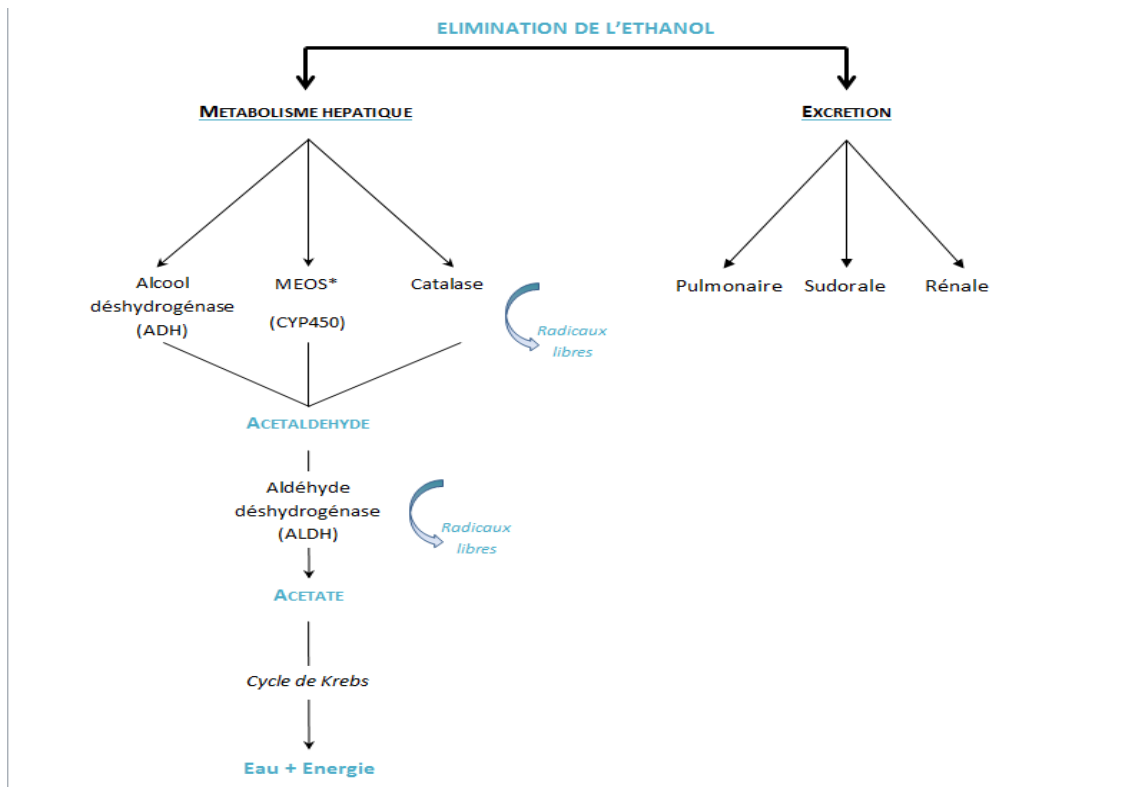 ELIMINATION DE L'ETHANOL
METABOLISME HEPATIQUE
EXCRETION
Alcool
déshydrogénase
(ADH)
MEOS*
(CYP450)
Catalase
Radicaux
libres
Pulmonaire
Sudorale
Rénale
ACETALDEHYDE
Aldéhyde
déshydrogénase
(ALDH)
Radicaux
libres
ACETATE
Cycle de Krebs
Eau + Energie